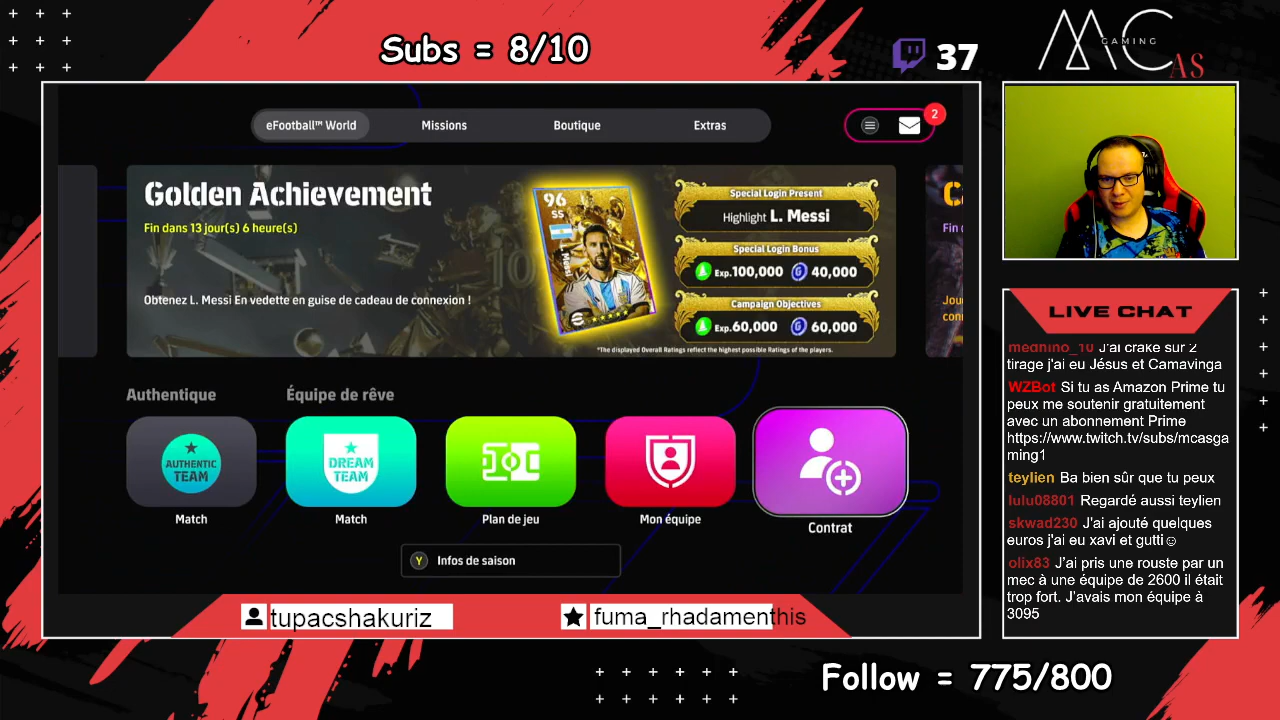 Subs = 8/10
37
MC
GAMING
AS
eFootball™ World
Missions
Boutique
Extras
2
Golden Achievement
Fin dans 13 jour(s) 6 heure(s)
Obtenez L. Messi En vedette en guise de cadeau de connexion !
96
SS
L. Messi
Special Login Present
Highlight L. Messi
Special Login Bonus
Exp.100,000 40,000
Campaign Objectives
Exp.60,000 60,000
*The displayed Overall Ratings reflect the highest possible Ratings of the players.
Authentique
Équipe de rêve
AUTHENTIC
TEAM
Match
DREAM
TEAM
Match
Plan de jeu
Mon équipe
Contrat
Y Infos de saison
tupacshakuriz
fuma_rhadamenthis
LIVE CHAT
J'ai crake sur 2
tirage j'ai eu Jésus et Camavinga
WZBot Si tu as Amazon Prime tu
peux me soutenir gratuitement
avec un abonnement Prime
https://www.twitch.tv/subs/mcasga
ming1
teylien Ba bien sûr que tu peux
lulu08801 Regardé aussi teylien
skwad230 J'ai ajouté quelques
euros j'ai eu xavi et gutti☺
olix83 J'ai pris une rouste par un
mec à une équipe de 2600 il était
trop fort. J'avais mon équipe à
3095
Follow = 775/800